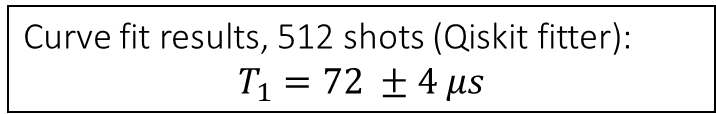 Curve fit results, 512 shots (Qiskit fitter):
T₁ = 72 ± 4 μs